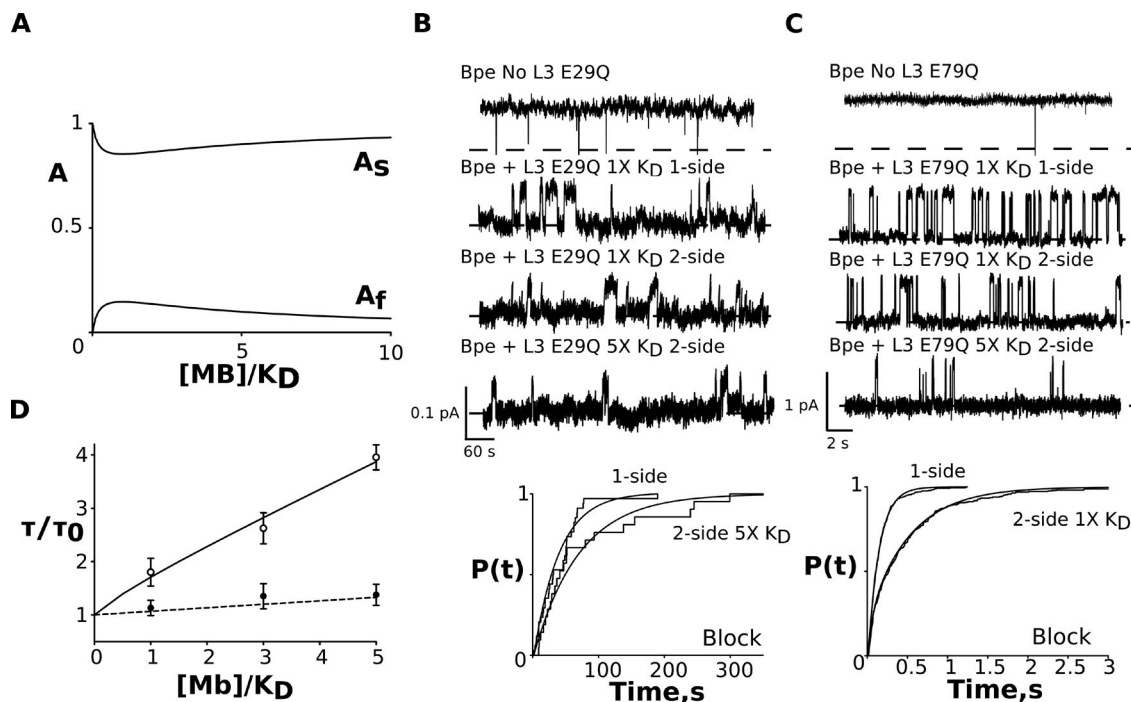 A
1
A
0.5
0
As
Af
5
10
[MB]/KD
B
Bpe No L3 E29Q
Bpe + L3 E29Q 1X KD 1-side
Bpe + L3 E29Q 1X KD 2-side
Bpe + L3 E29Q 5X KD 2-side
0.1 pA
60 s
1-side
1
2-side 5X KD
P(t)
Block
0
100
200
300
Time,s
C
Bpe No L3 E79Q
Bpe + L3 E79Q 1X KD 1-side
Bpe + L3 E79Q 1X KD 2-side
Bpe + L3 E79Q 5X KD 2-side
1 pA
2 s
1-side
1
2-side 1X KD
P(t)
Block
0
0.5
1
1.5
2
2.5
3
Time,s
D
4
3
τ/τ0
2
1
0
1
2
3
4
5
[Mb]/KD